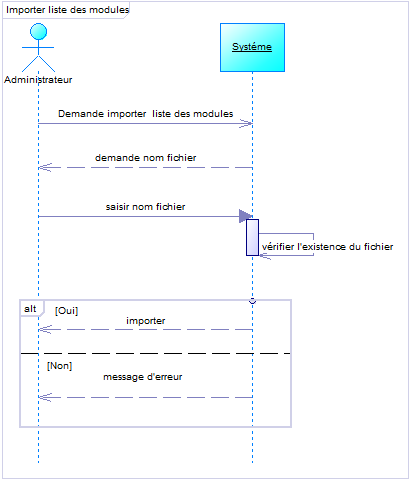 Importer liste des modules
Systéme
Administrateur
Demande importer liste des modules
demande nom fichier
saisir nom fichier
vérifier l'existence du fichier
alt
[Oui]
importer
[Non]
message d'erreur